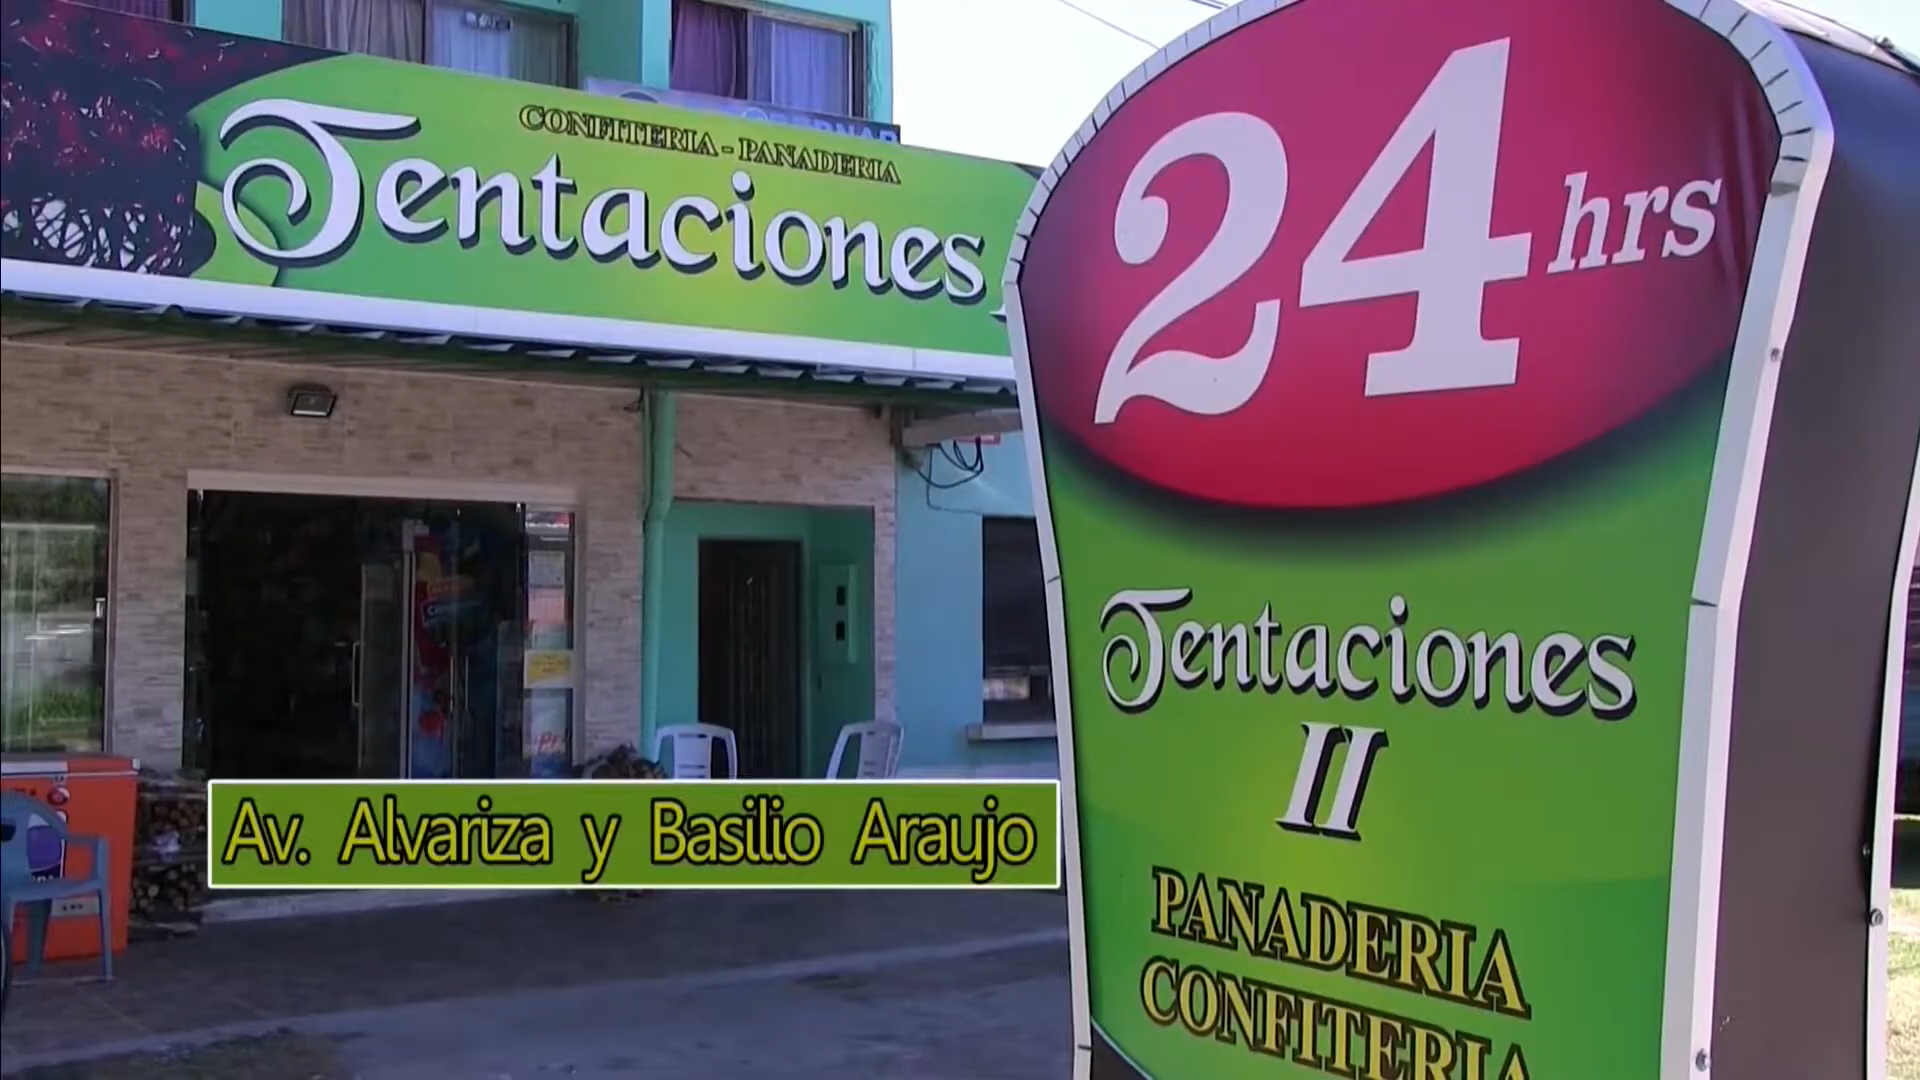 CONFITERIA - PANADERIA
Tentaciones
24 hrs
Tentaciones
II
PANADERIA
CONFITERIA
Av. Alvariza y Basilio Araujo